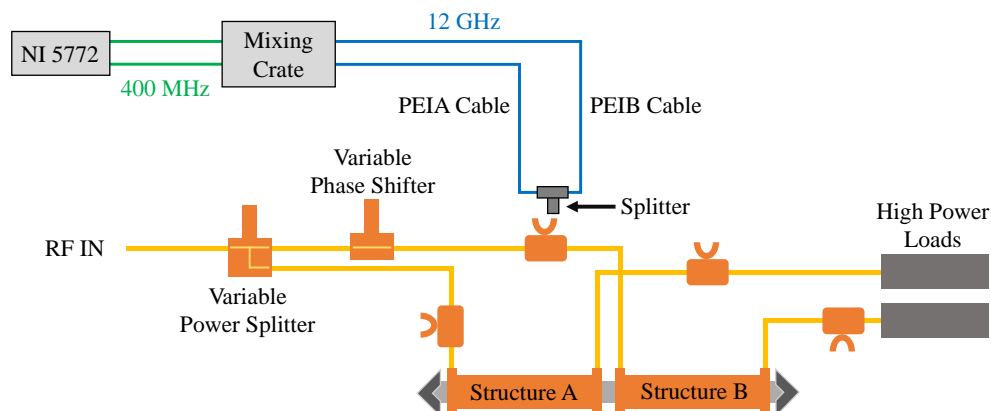 12 GHz
NI 5772
Mixing
Crate
400 MHz
PEIA Cable
PEIB Cable
Variable
Phase Shifter
Splitter
High Power
Loads
RF IN
Variable
Power Splitter
Structure A
Structure B